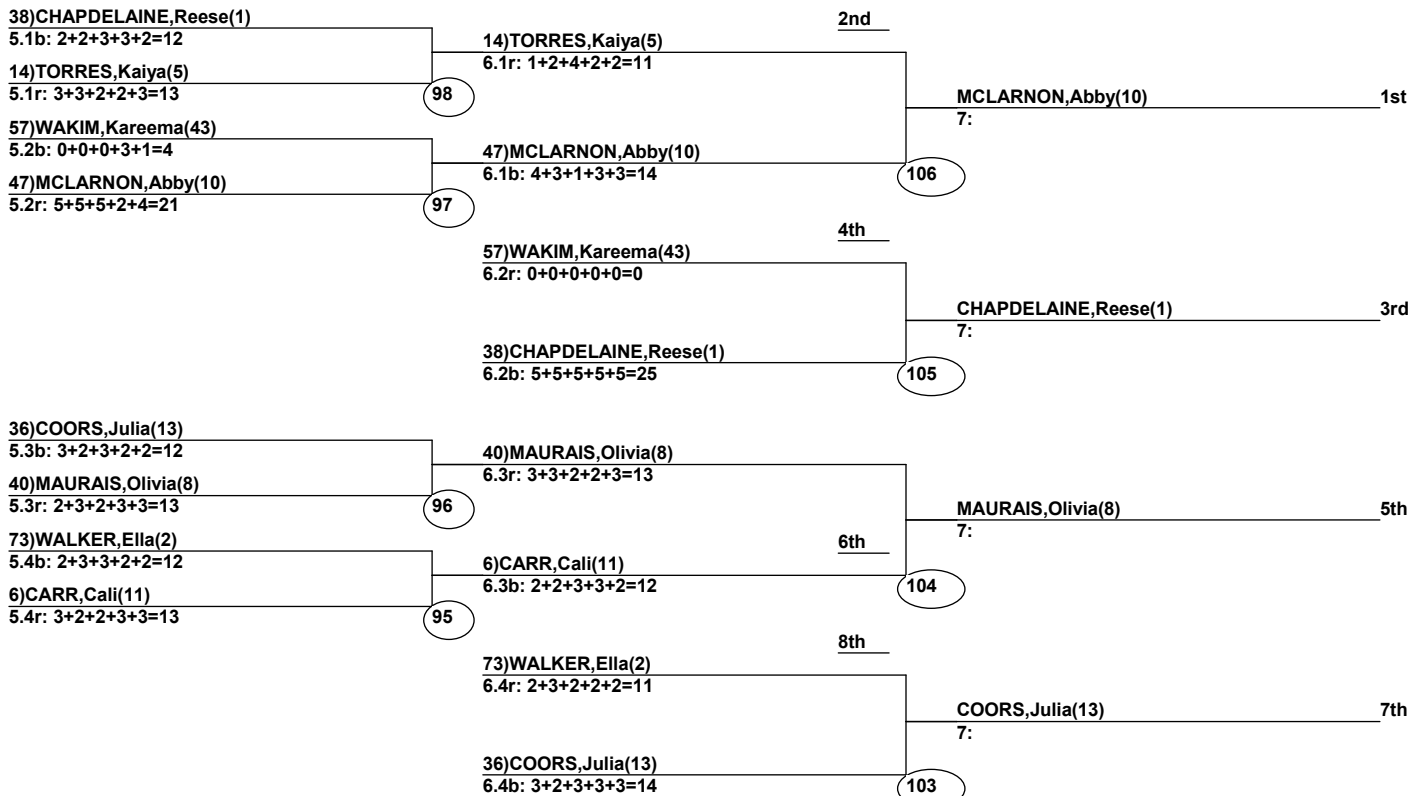 38)CHAPDELAINE,Reese(1)
5.1b: 2+2+3+3+2=12
14)TORRES,Kaiya(5)
5.1r: 3+3+2+2+3=13
98
57)WAKIM,Kareema(43)
5.2b: 0+0+0+3+1=4
47)MCLARNON,Abby(10)
5.2r: 5+5+5+2+4=21
97
2nd
14)TORRES,Kaiya(5)
6.1r: 1+2+4+2+2=11
47)MCLARNON,Abby(10)
6.1b: 4+3+1+3+3=14
106
MCLARNON,Abby(10)
7:
1st
4th
57)WAKIM,Kareema(43)
6.2r: 0+0+0+0+0=0
38)CHAPDELAINE,Reese(1)
6.2b: 5+5+5+5+5=25
105
CHAPDELAINE,Reese(1)
7:
3rd
36)COORS,Julia(13)
5.3b: 3+2+3+2+2=12
40)MAURAIS,Olivia(8)
5.3r: 2+3+2+3+3=13
96
73)WALKER,Ella(2)
5.4b: 2+3+3+2+2=12
6)CARR,Cali(11)
5.4r: 3+2+2+3+3=13
95
40)MAURAIS,Olivia(8)
6.3r: 3+3+2+2+3=13
6th
6)CARR,Cali(11)
6.3b: 2+2+3+3+2=12
104
MAURAIS,Olivia(8)
7:
5th
8th
73)WALKER,Ella(2)
6.4r: 2+3+2+2+2=11
36)COORS,Julia(13)
6.4b: 3+2+3+3+3=14
103
COORS,Julia(13)
7:
7th